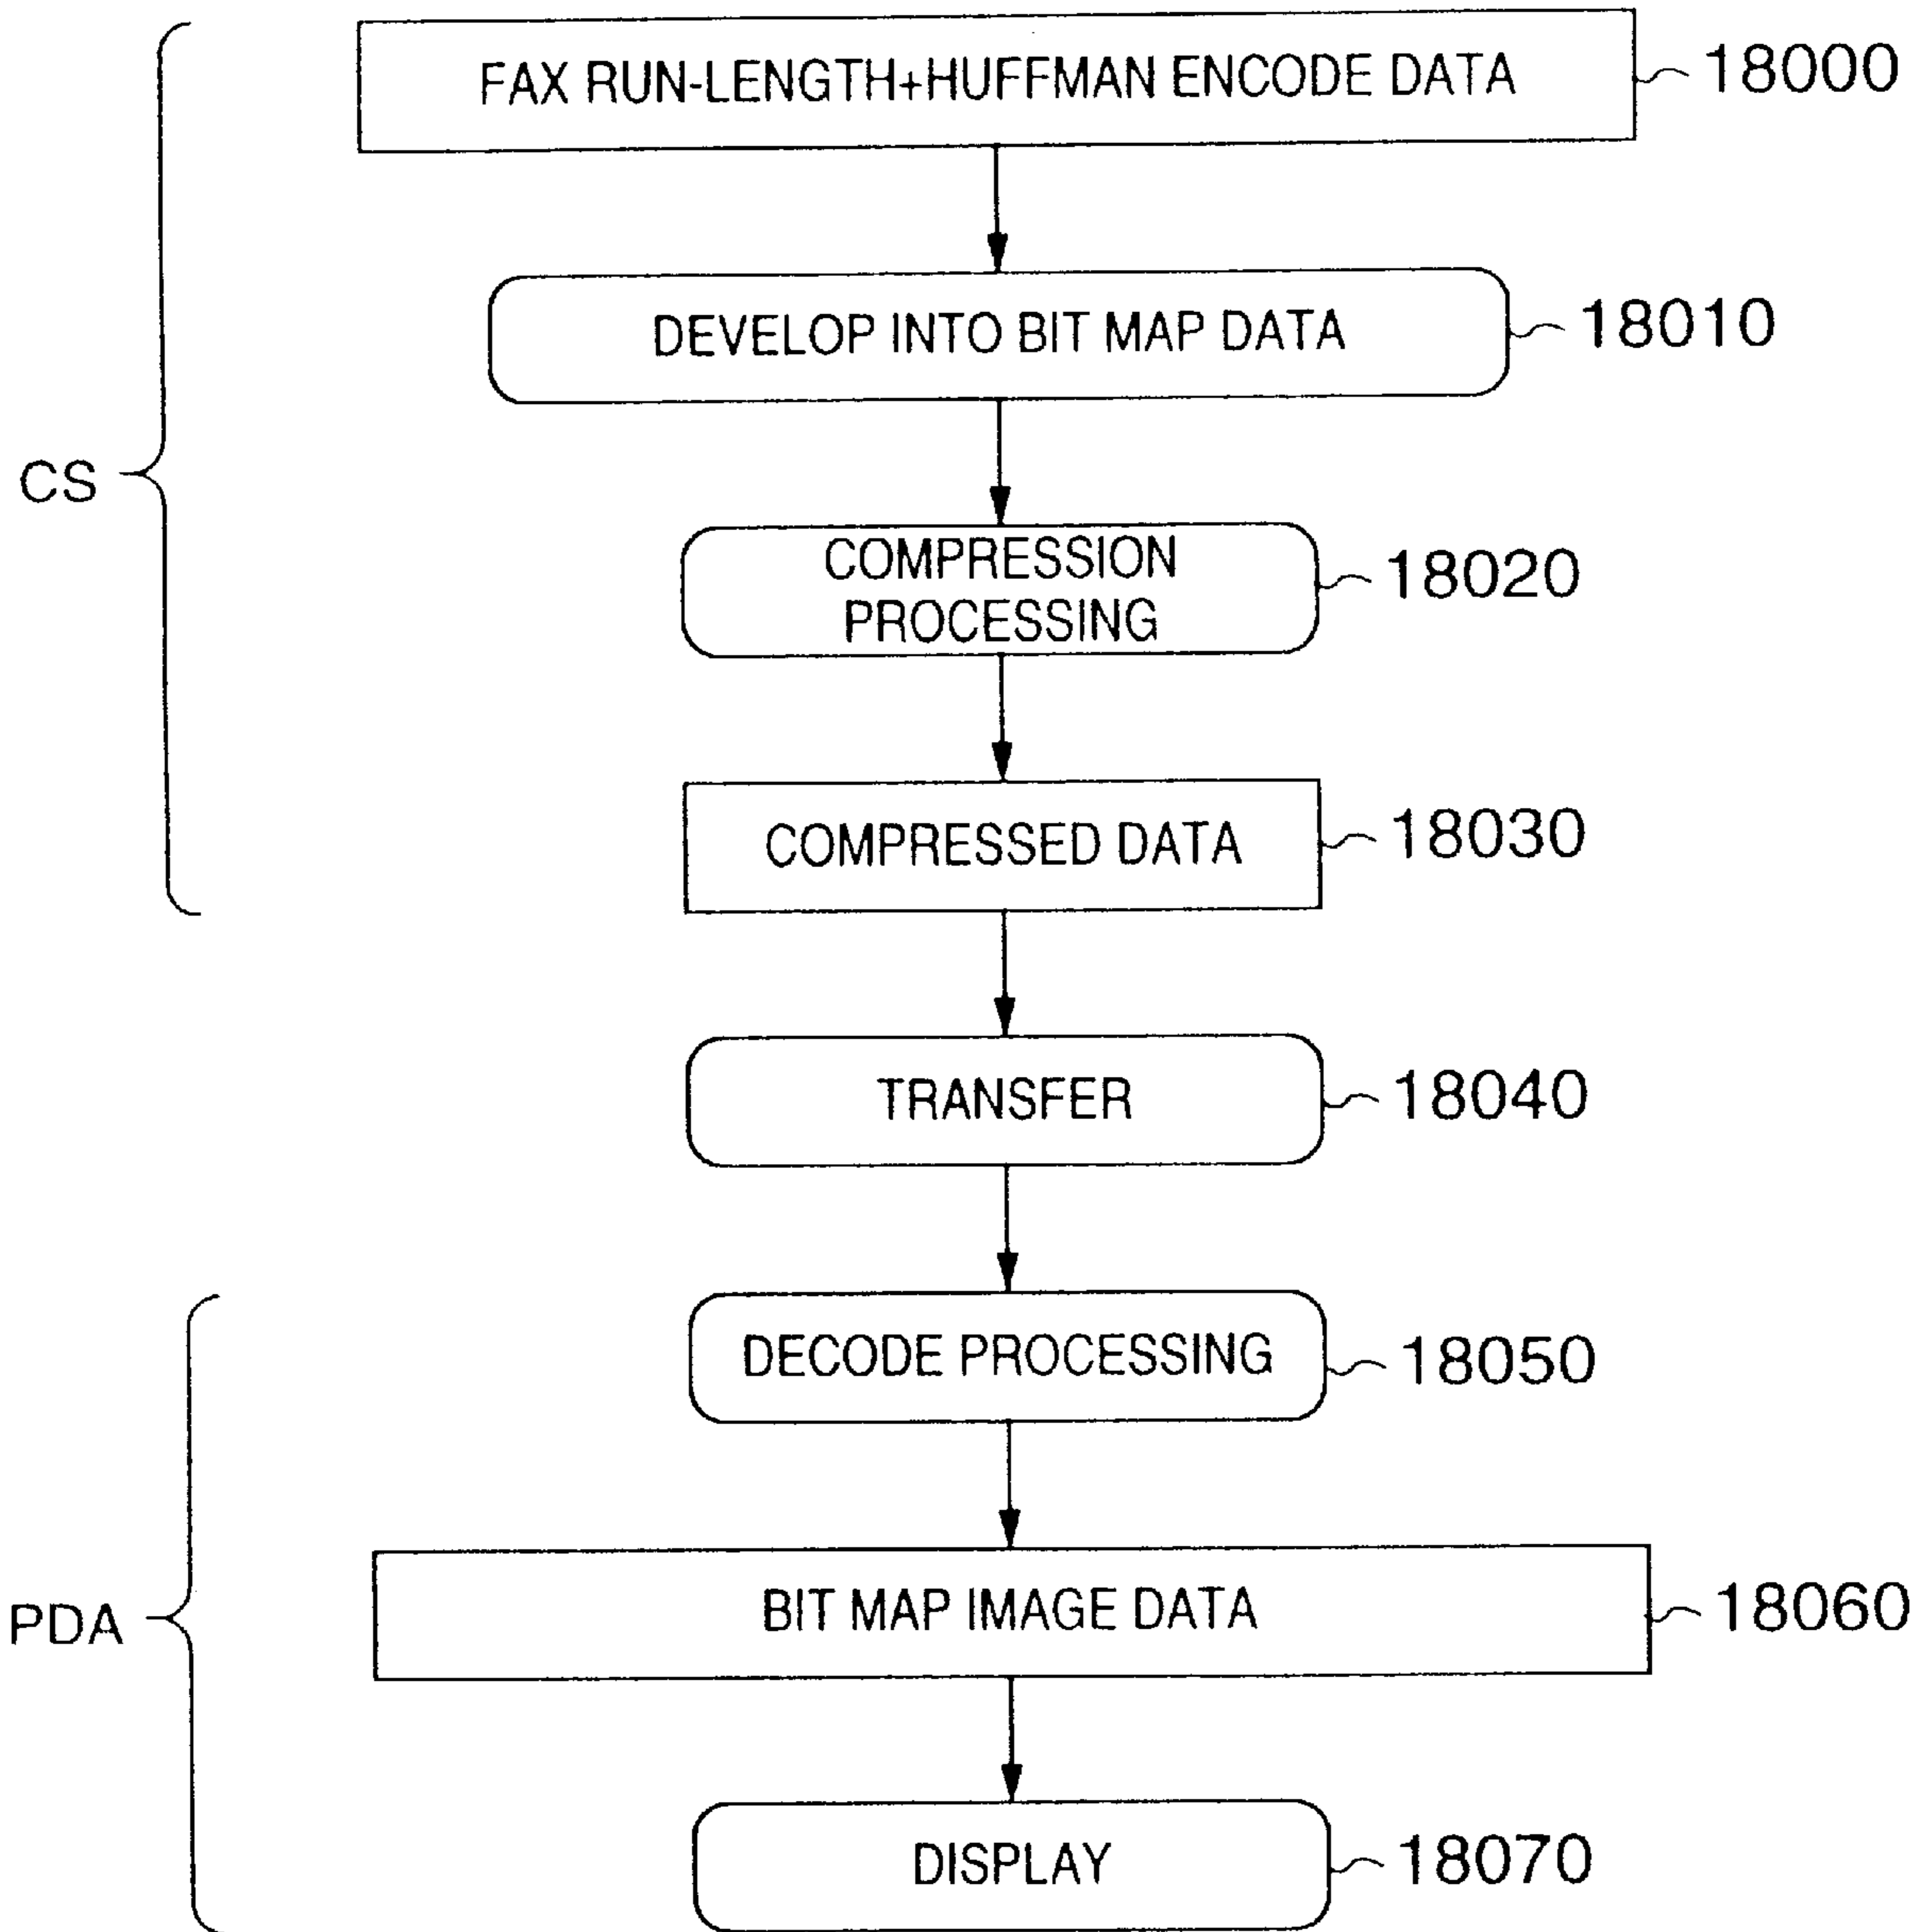 FAX RUN-LENGTH+HUFFMAN ENCODE DATA
18000
DEVELOP INTO BIT MAP DATA
18010
CS
COMPRESSION
PROCESSING
18020
COMPRESSED DATA
18030
TRANSFER
18040
DECODE PROCESSING
18050
PDA
BIT MAP IMAGE DATA
18060
DISPLAY
18070